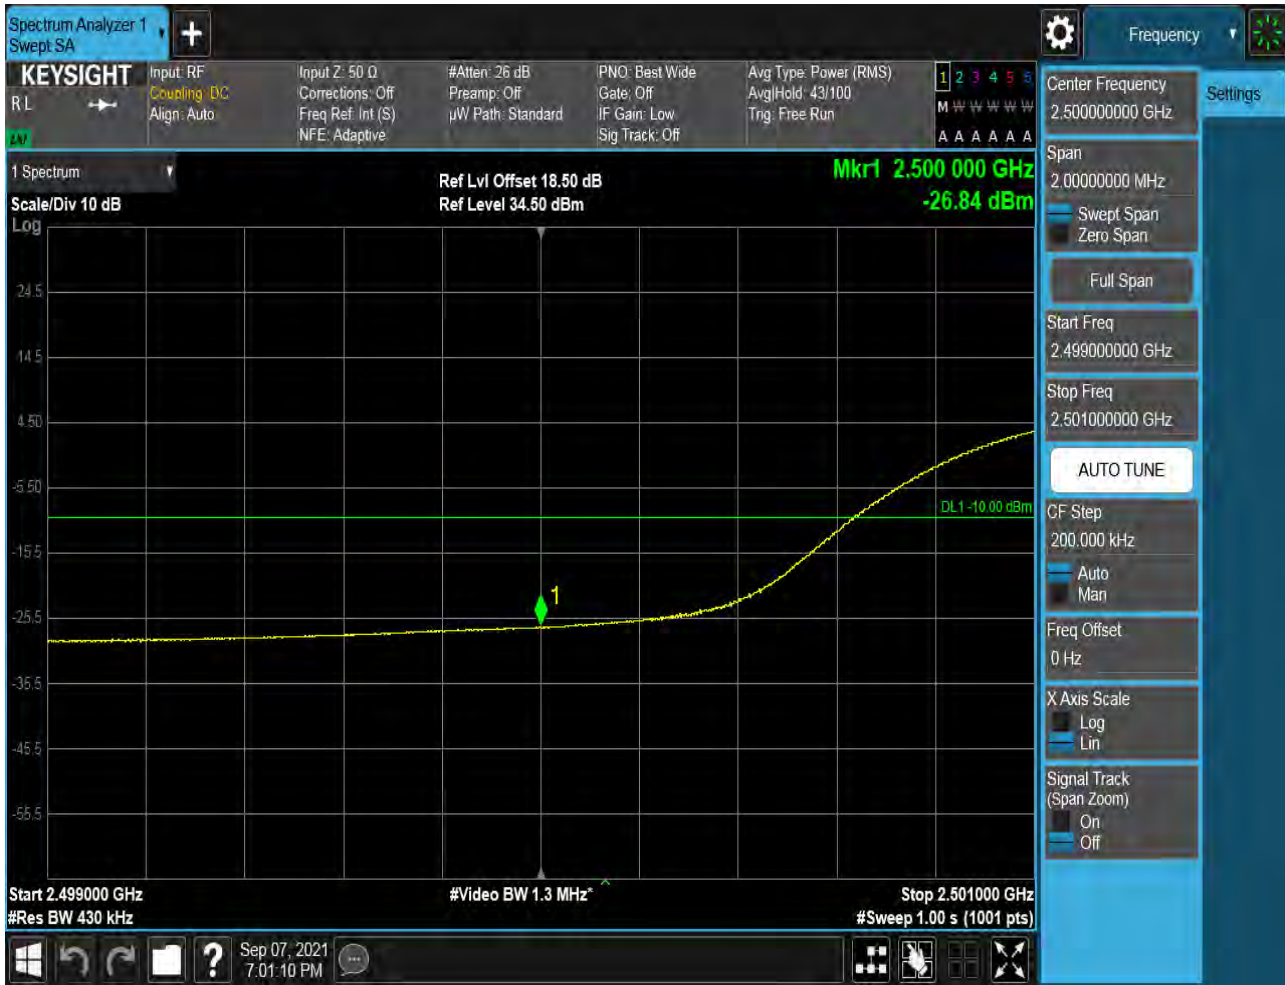 Spectrum Analyzer 1
Swept SA
Frequency
KEYSIGHT
R L
LNI
Input: RF
Coupling: DC
Align: Auto
Input Z: 50 Ω
Corrections: Off
Freq Ref: Int (S)
NFE: Adaptive
#Atten: 26 dB
Preamp: Off
µW Path: Standard
PNO: Best Wide
Gate: Off
IF Gain: Low
Sig Track: Off
Avg Type: Power (RMS)
Avg|Hold: 43/100
Trig: Free Run
1 2 3 4 5 6
M W W W W W
A A A A A A
1 Spectrum
Scale/Div 10 dB
Log
Ref Lvl Offset 18.50 dB
Ref Level 34.50 dBm
Mkr1 2.500 000 GHz
-26.84 dBm
24.5
14.5
4.50
-5.50
-15.5
-25.5
-35.5
-45.5
-55.5
DL1 -10.00 dBm
1
Start 2.499000 GHz
#Res BW 430 kHz
#Video BW 1.3 MHz*
Stop 2.501000 GHz
#Sweep 1.00 s (1001 pts)
Center Frequency
2.500000000 GHz
Settings
Span
2.00000000 MHz
Swept Span
Zero Span
Full Span
Start Freq
2.499000000 GHz
Stop Freq
2.501000000 GHz
AUTO TUNE
CF Step
200.000 kHz
Auto
Man
Freq Offset
0 Hz
X Axis Scale
Log
Lin
Signal Track
(Span Zoom)
On
Off
?
Sep 07, 2021
7:01:10 PM